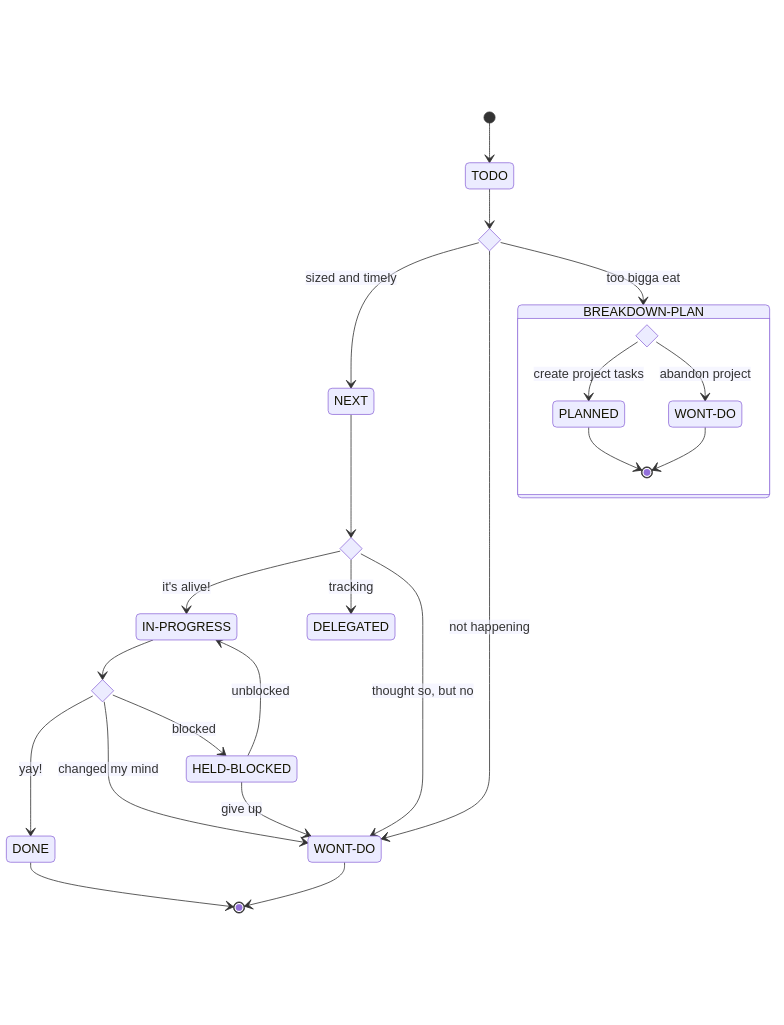 TODO
sized and timely
too bigga eat
BREAKDOWN-PLAN
create project tasks
abandon project
NEXT
PLANNED
WONT-DO
it's alive!
tracking
IN-PROGRESS
DELEGATED
not happening
unblocked
thought so, but no
blocked
yay!
changed my mind
HELD-BLOCKED
give up
DONE
WONT-DO